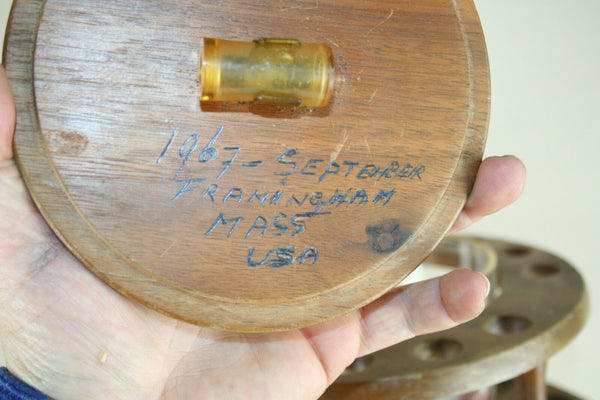 1967 - SEPTEMBER
FRAMINGHAM
MASS
USA